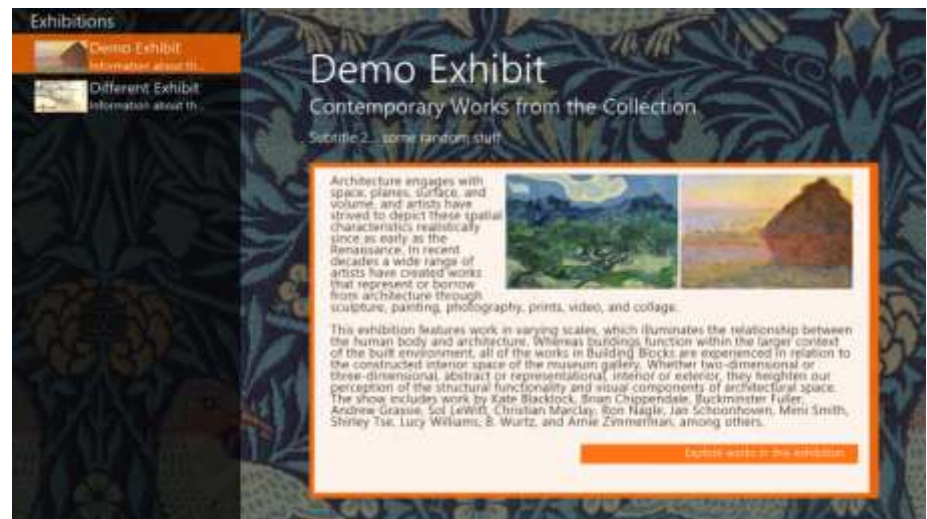 Exhibitions
Demo Exhibit
Information about th...
Different Exhibit
Information about th...
Demo Exhibit
Contemporary Works from the Collection
Subtitle 2... some random stuff
Architecture engages with
space, planes, surface, and
volume, and artists have
strived to depict these spatial
characteristics realistically
since as early as the
Renaissance. In recent
decades a wide range of
artists have created works
that represent or borrow
from architecture through
sculpture, painting, photography, prints, video, and collage.
This exhibition features work in varying scales, which illuminates the relationship between
the human body and architecture. Whereas buildings function within the larger context
of the built environment, all of the works in Building Blocks are experienced in relation to
the constructed interior space of the museum gallery. Whether two-dimensional or
three-dimensional, abstract or representational, interior or exterior, they heighten our
perception of the structural functionality and visual components of architectural space.
The show includes work by Kate Blacklock, Brian Chippendale, Buckminster Fuller,
Andrew Grassie, Sol LeWitt, Christian Marclay, Ron Nagle, Jan Schoonhoven, Mimi Smith,
Shirley Tse, Lucy Williams, B. Wurtz, and Arnie Zimmerman, among others.
Explore works in the exhibition